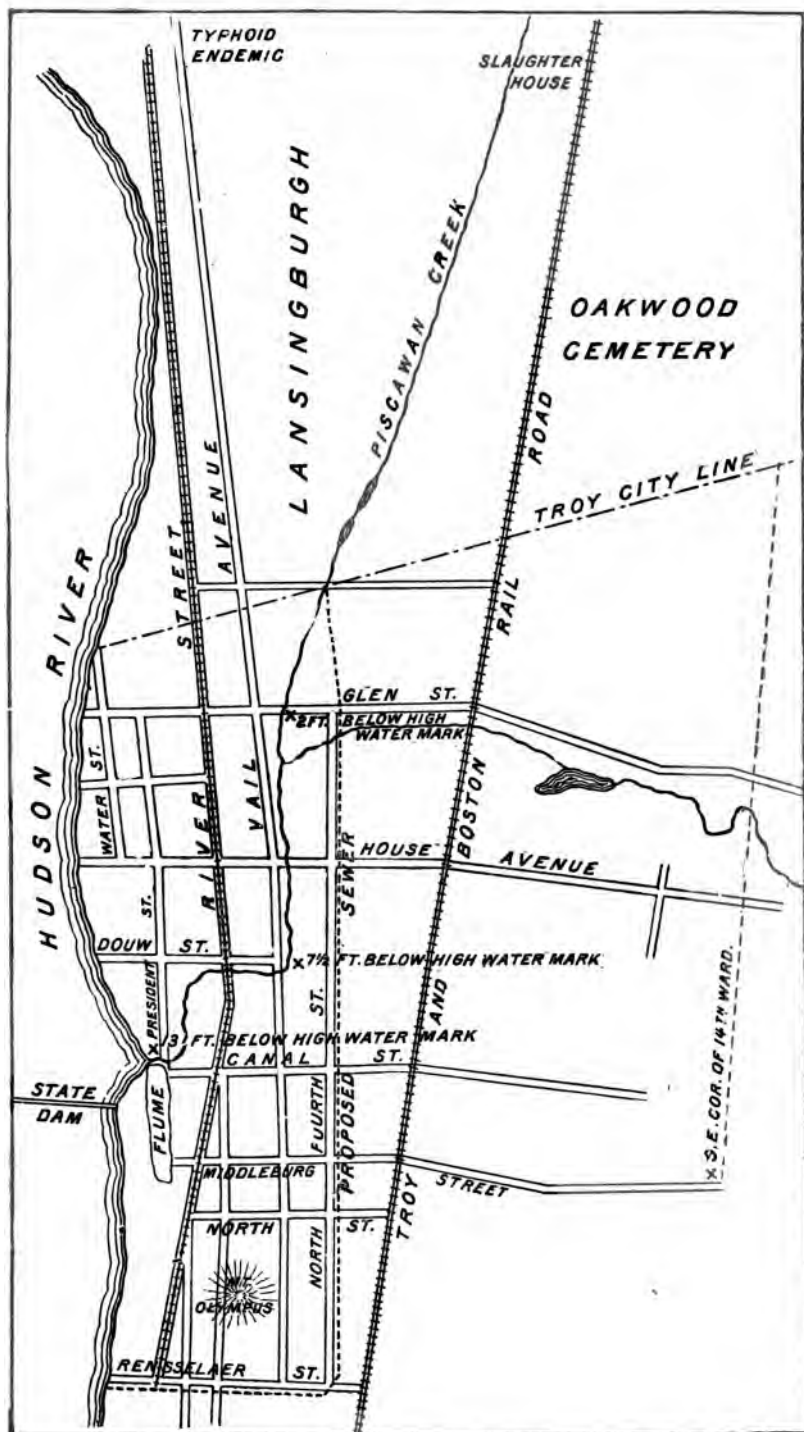 TYPHOID
ENDEMIC
SLAUGHTER
HOUSE
LANSINGBURGH
PISCAWAN CREEK
OAKWOOD
CEMETERY
TROY CITY LINE
HUDSON RIVER
RIVER STREET
VAIL AVENUE
TROY AND BOSTON RAIL ROAD
GLEN ST.
x 2 FT. BELOW HIGH
WATER MARK
WATER ST.
HOUSE AVENUE
PROPOSED SEWER
DOUW ST.
x 7½ FT. BELOW HIGH WATER MARK
PRESIDENT ST.
x 13 FT. BELOW HIGH WATER MARK
CANAL ST.
STATE
DAM
FLUME
NORTH FUURTH ST.
MIDDLEBURG STREET
x S.E. COR. OF 14TH WARD.
NORTH ST.
MT.
OLYMPUS
RENSSELAER ST.